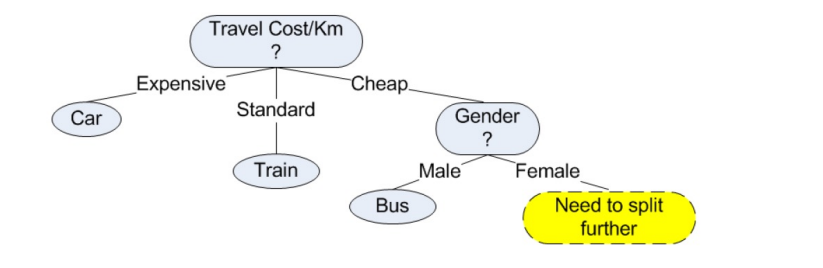 Travel Cost/Km
?
Expensive
Cheap
Standard
Car
Gender
?
Train
Male
Female
Bus
Need to split
further